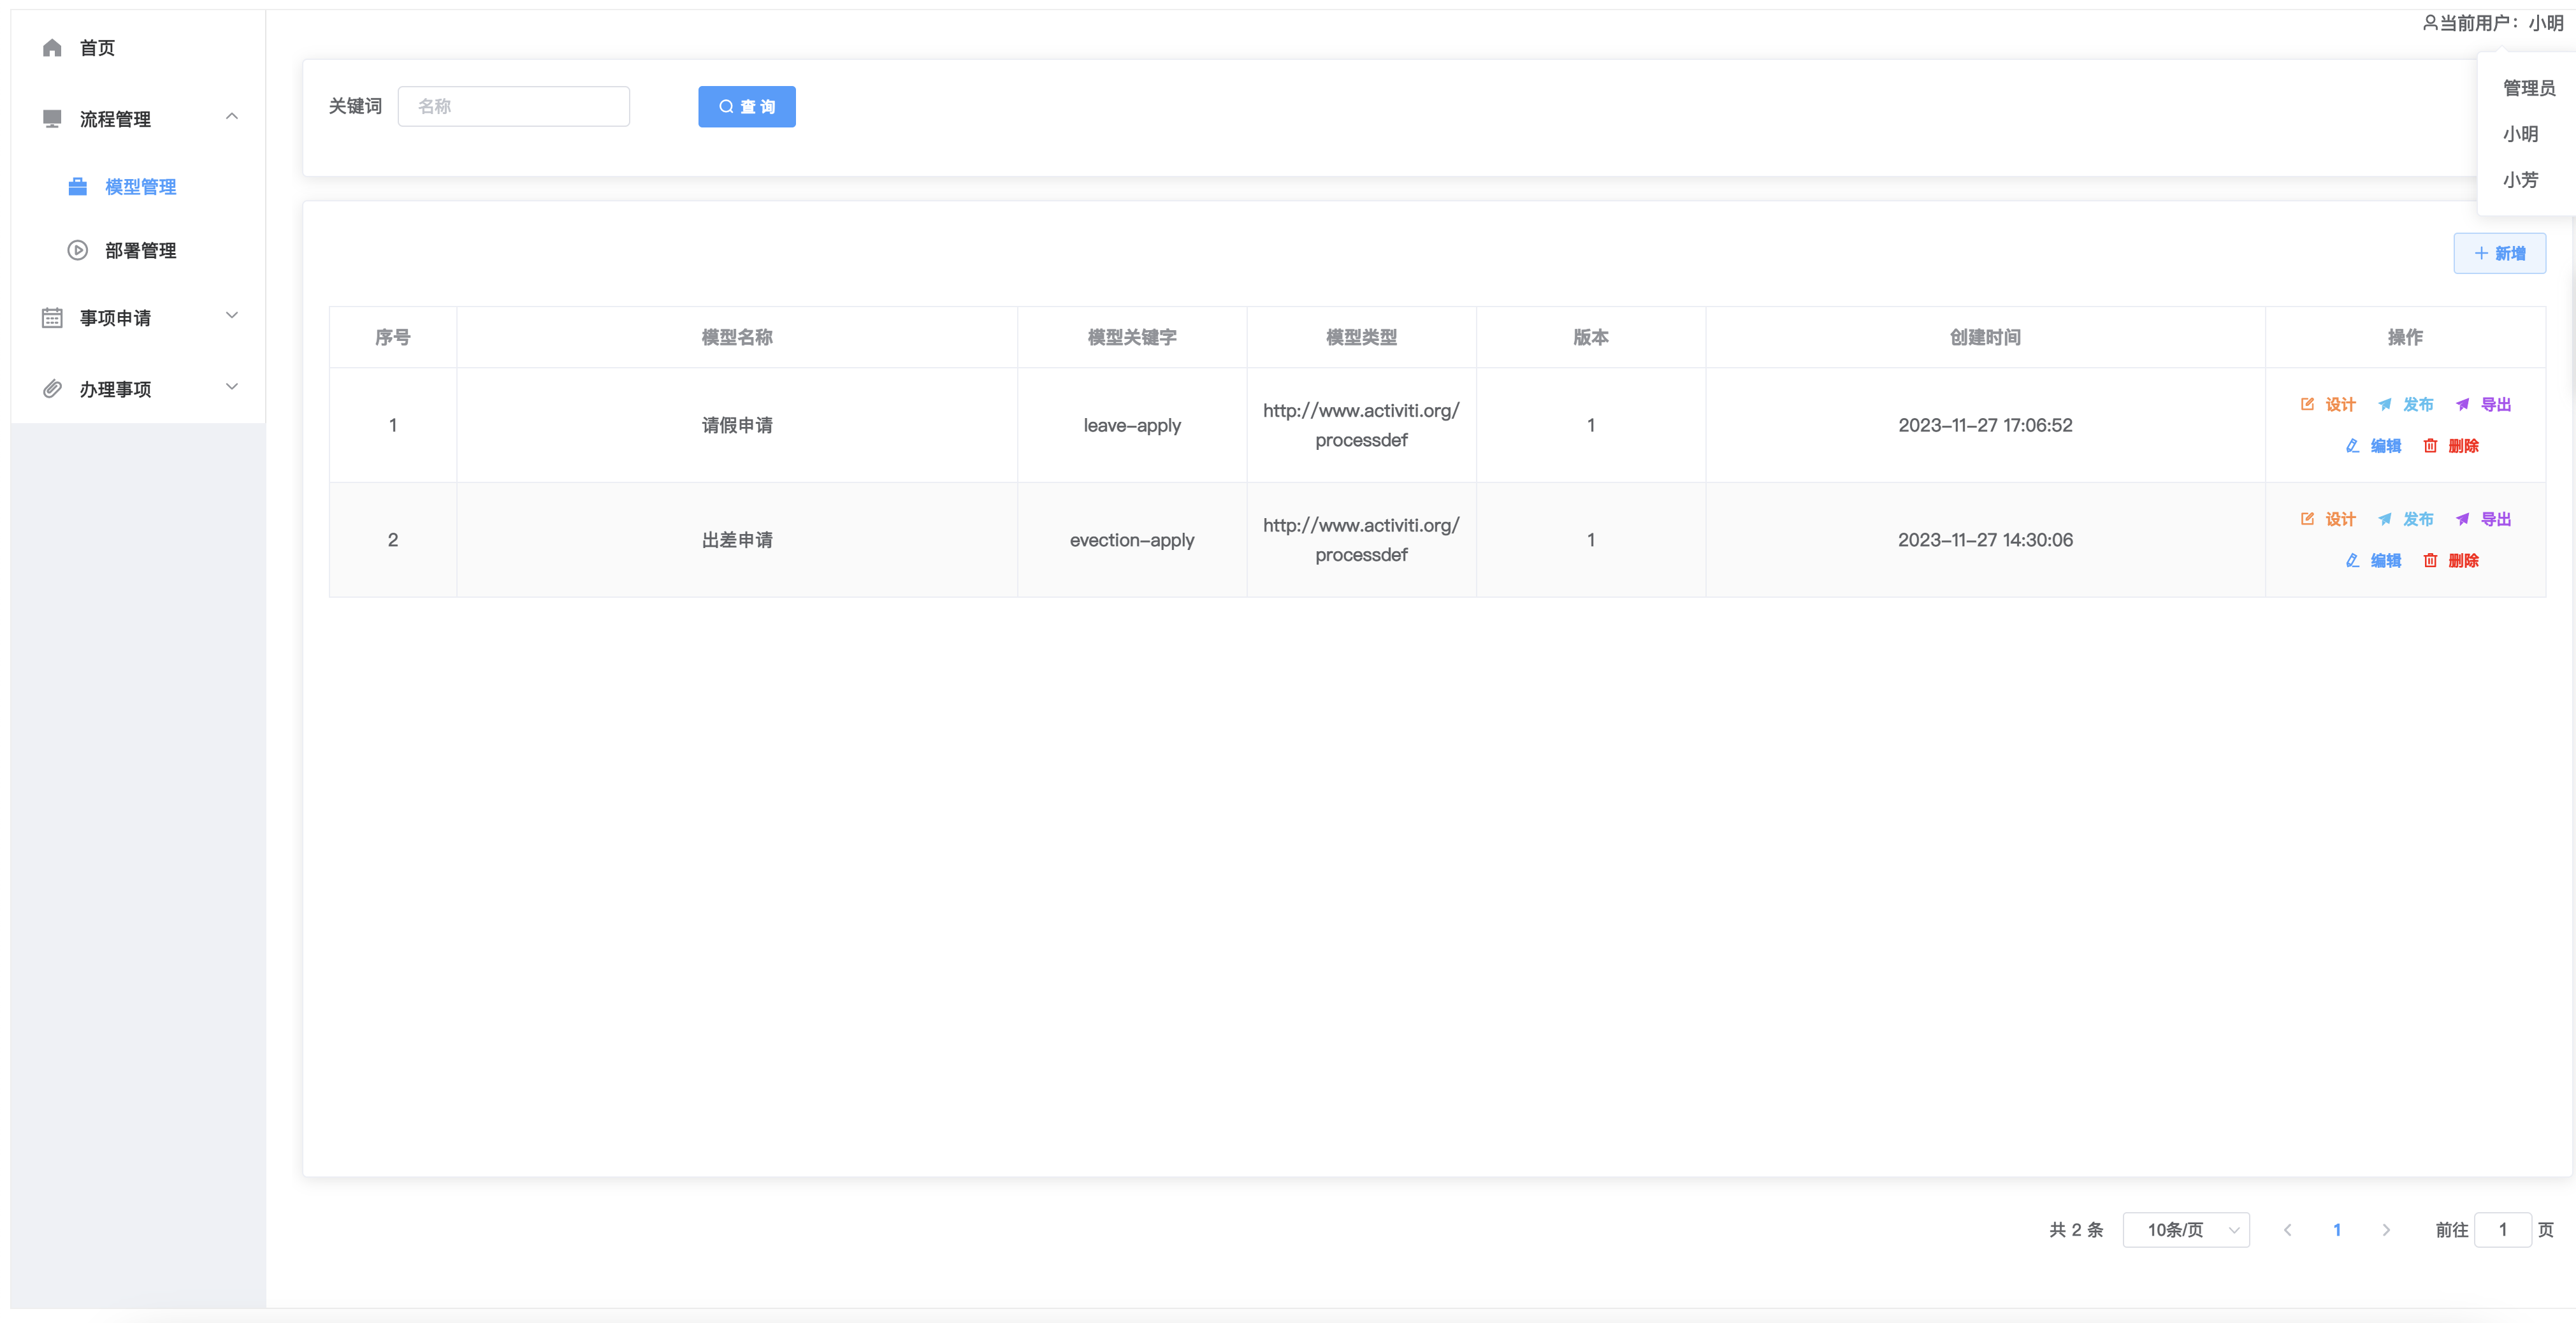 当前用户：小明
管理员
小明
小芳
首页
流程管理
模型管理
部署管理
事项申请
办理事项
关键词 名称 查 询
新增
序号 模型名称 模型关键字 模型类型 版本 创建时间 操作
1 请假申请 leave-apply http://www.activiti.org/ 1 2023-11-27 17:06:52 设计 发布 导出
processdef 编辑 删除
2 出差申请 evection-apply http://www.activiti.org/ 1 2023-11-27 14:30:06 设计 发布 导出
processdef 编辑 删除
共 2 条 10条/页 1 前往 1 页